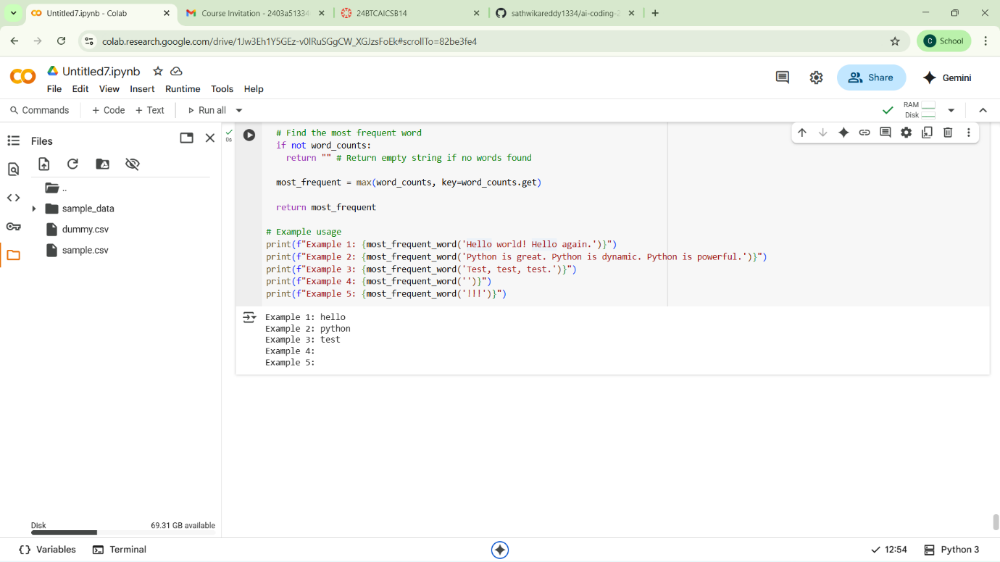 Untitled7.ipynb - Colab
Course Invitation - 2403a51334
24BTCAICSB14
sathwikareddy1334/ai-coding-2
colab.research.google.com/drive/1Jw3Eh1Y5GEz-v0lRuSGgCW_XGJzsFoEk#scrollTo=82be3fe4
C School
Untitled7.ipynb
File Edit View Insert Runtime Tools Help
Share
Gemini
Commands + Code + Text Run all
RAM
Disk
Files
..
sample_data
dummy.csv
sample.csv
Disk 69.31 GB available
0s
# Find the most frequent word
if not word_counts:
return "" # Return empty string if no words found
most_frequent = max(word_counts, key=word_counts.get)
return most_frequent
# Example usage
print(f"Example 1: {most_frequent_word('Hello world! Hello again.')}")
print(f"Example 2: {most_frequent_word('Python is great. Python is dynamic. Python is powerful.')}")
print(f"Example 3: {most_frequent_word('Test, test, test.')}")
print(f"Example 4: {most_frequent_word('')}")
print(f"Example 5: {most_frequent_word('!!!')}")
Example 1: hello
Example 2: python
Example 3: test
Example 4:
Example 5:
Variables Terminal
12:54 Python 3